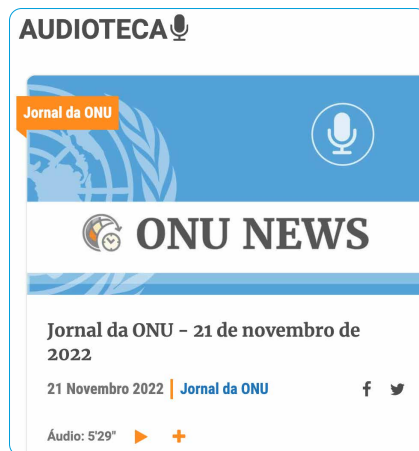 AUDIOTECA
Jornal da ONU
ONU NEWS
Jornal da ONU - 21 de novembro de
2022
21 Novembro 2022 | Jornal da ONU
Áudio: 5'29"